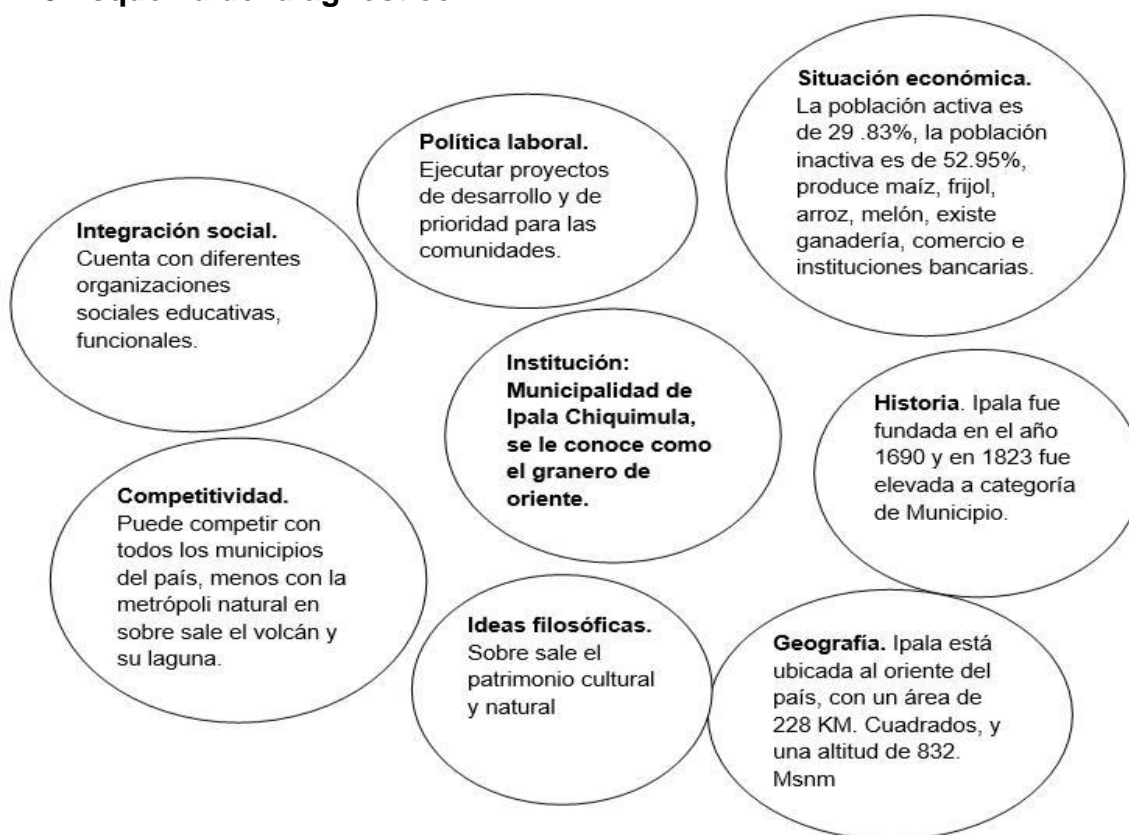 Situación económica.
La población activa es
de 29 .83%, la población
inactiva es de 52.95%,
produce maíz, frijol,
arroz, melón, existe
ganadería, comercio e
instituciones bancarias.
Política laboral.
Ejecutar proyectos
de desarrollo y de
prioridad para las
comunidades.
Integración social.
Cuenta con diferentes
organizaciones
sociales educativas,
funcionales.
Institución:
Municipalidad de
Ipala Chiquimula,
se le conoce como
el granero de
oriente.
Historia. Ipala fue
fundada en el año
1690 y en 1823 fue
elevada a categoría
de Municipio.
Competitividad.
Puede competir con
todos los municipios
del país, menos con la
metrópoli natural en
sobre sale el volcán y
su laguna.
Ideas filosóficas.
Sobre sale el
patrimonio cultural
y natural
Geografía. Ipala está
ubicada al oriente del
país, con un área de
228 KM. Cuadrados, y
una altitud de 832.
Msnm